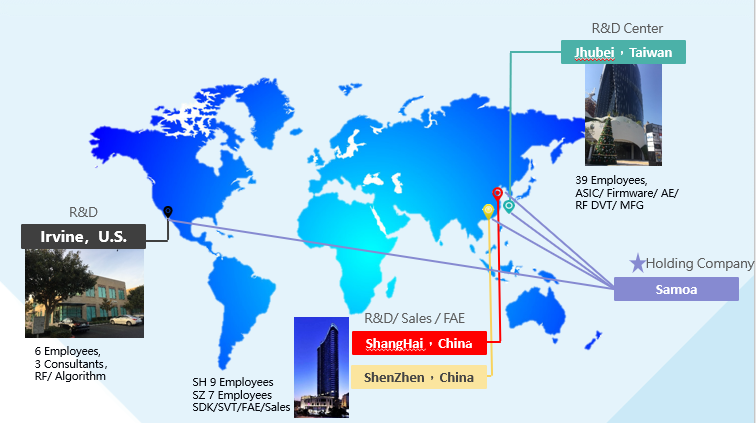 R&D Center
Jhubei，Taiwan
39 Employees,
ASIC/ Firmware/ AE/
RF DVT/ MFG
R&D
Irvine，U.S.
6 Employees,
3 Consultants,
RF/ Algorithm
Holding Company
Samoa
R&D/ Sales / FAE
ShangHai，China
ShenZhen，China
SH 9 Employees
SZ 7 Employees
SDK/SVT/FAE/Sales